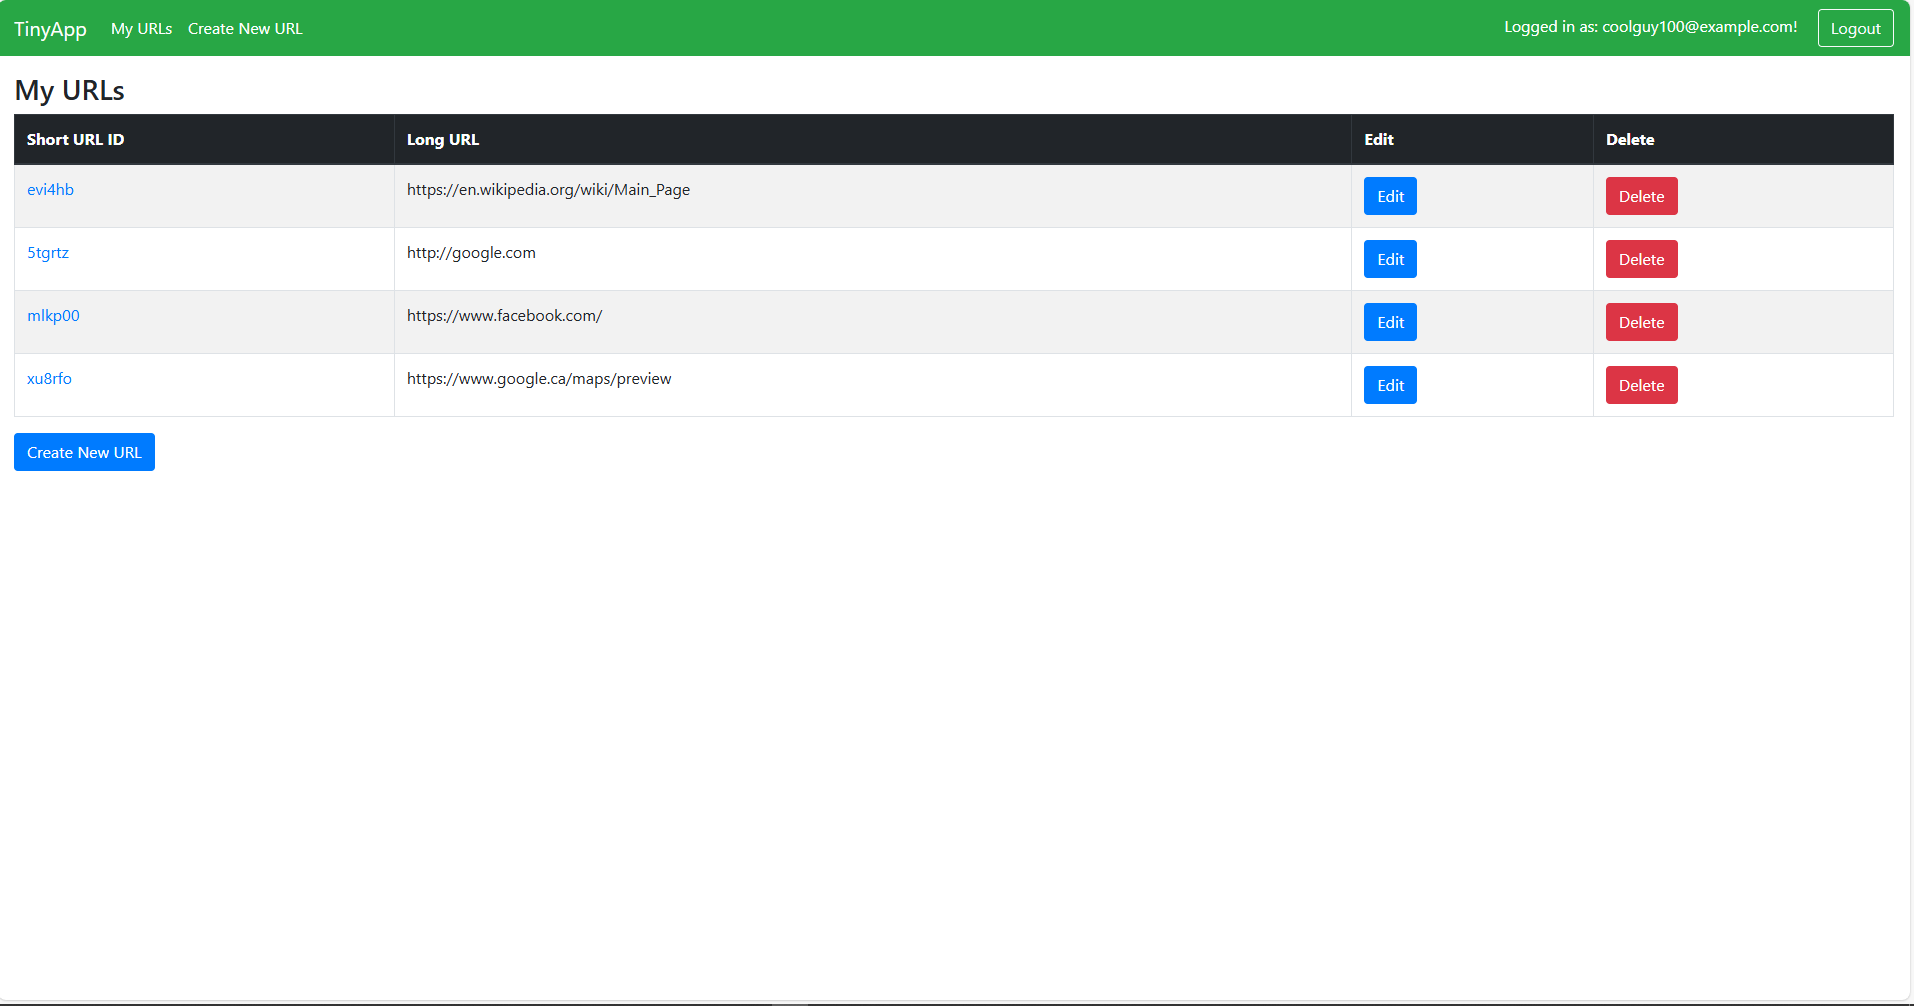 TinyApp My URLs Create New URL Logged in as: coolguy100@example.com! Logout
My URLs
Short URL ID Long URL Edit Delete
evi4hb https://en.wikipedia.org/wiki/Main_Page Edit Delete
5tgrtz http://google.com Edit Delete
mlkp00 https://www.facebook.com/ Edit Delete
xu8rfo https://www.google.ca/maps/preview Edit Delete
Create New URL